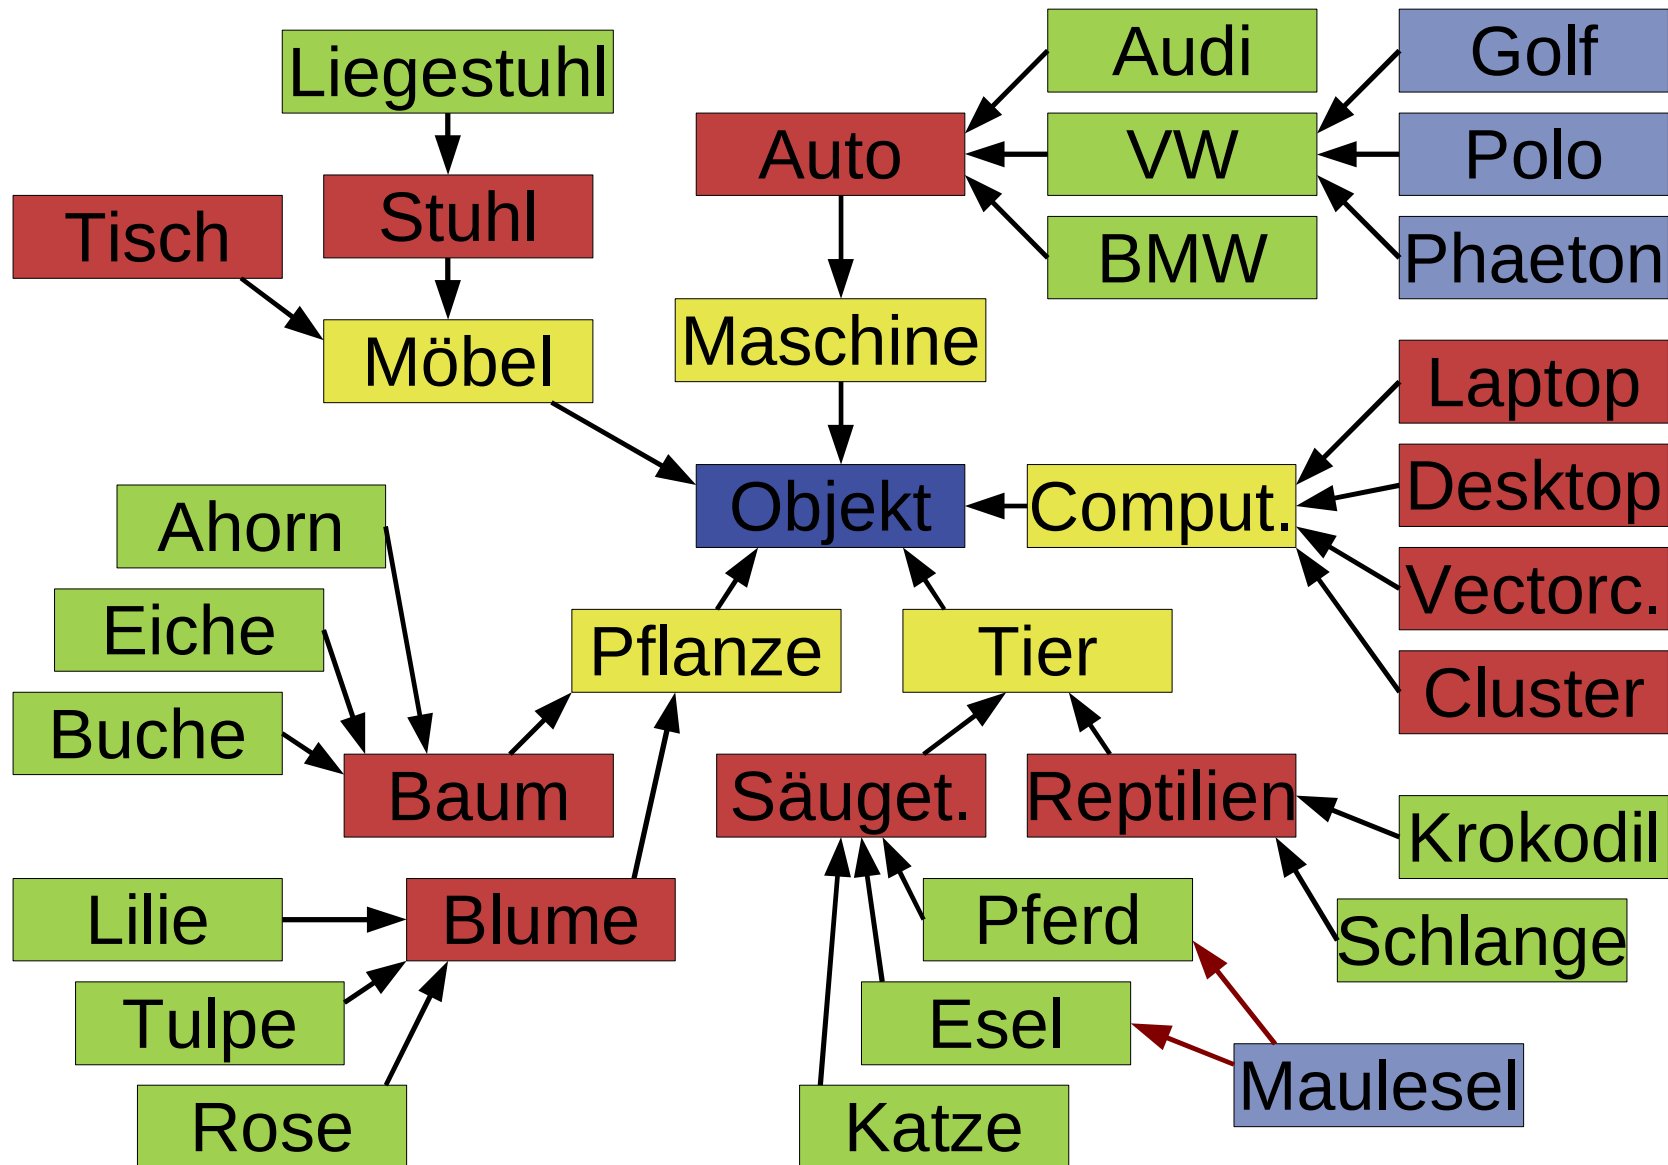 Liegestuhl
Audi
Golf
Auto
VW
Polo
Tisch
Stuhl
BMW
Phaeton
Möbel
Maschine
Laptop
Ahorn
Objekt
Comput.
Desktop
Eiche
Pflanze
Tier
Vectorc.
Buche
Cluster
Baum
Säuget.
Reptilien
Krokodil
Lilie
Blume
Pferd
Schlange
Tulpe
Esel
Maulesel
Rose
Katze